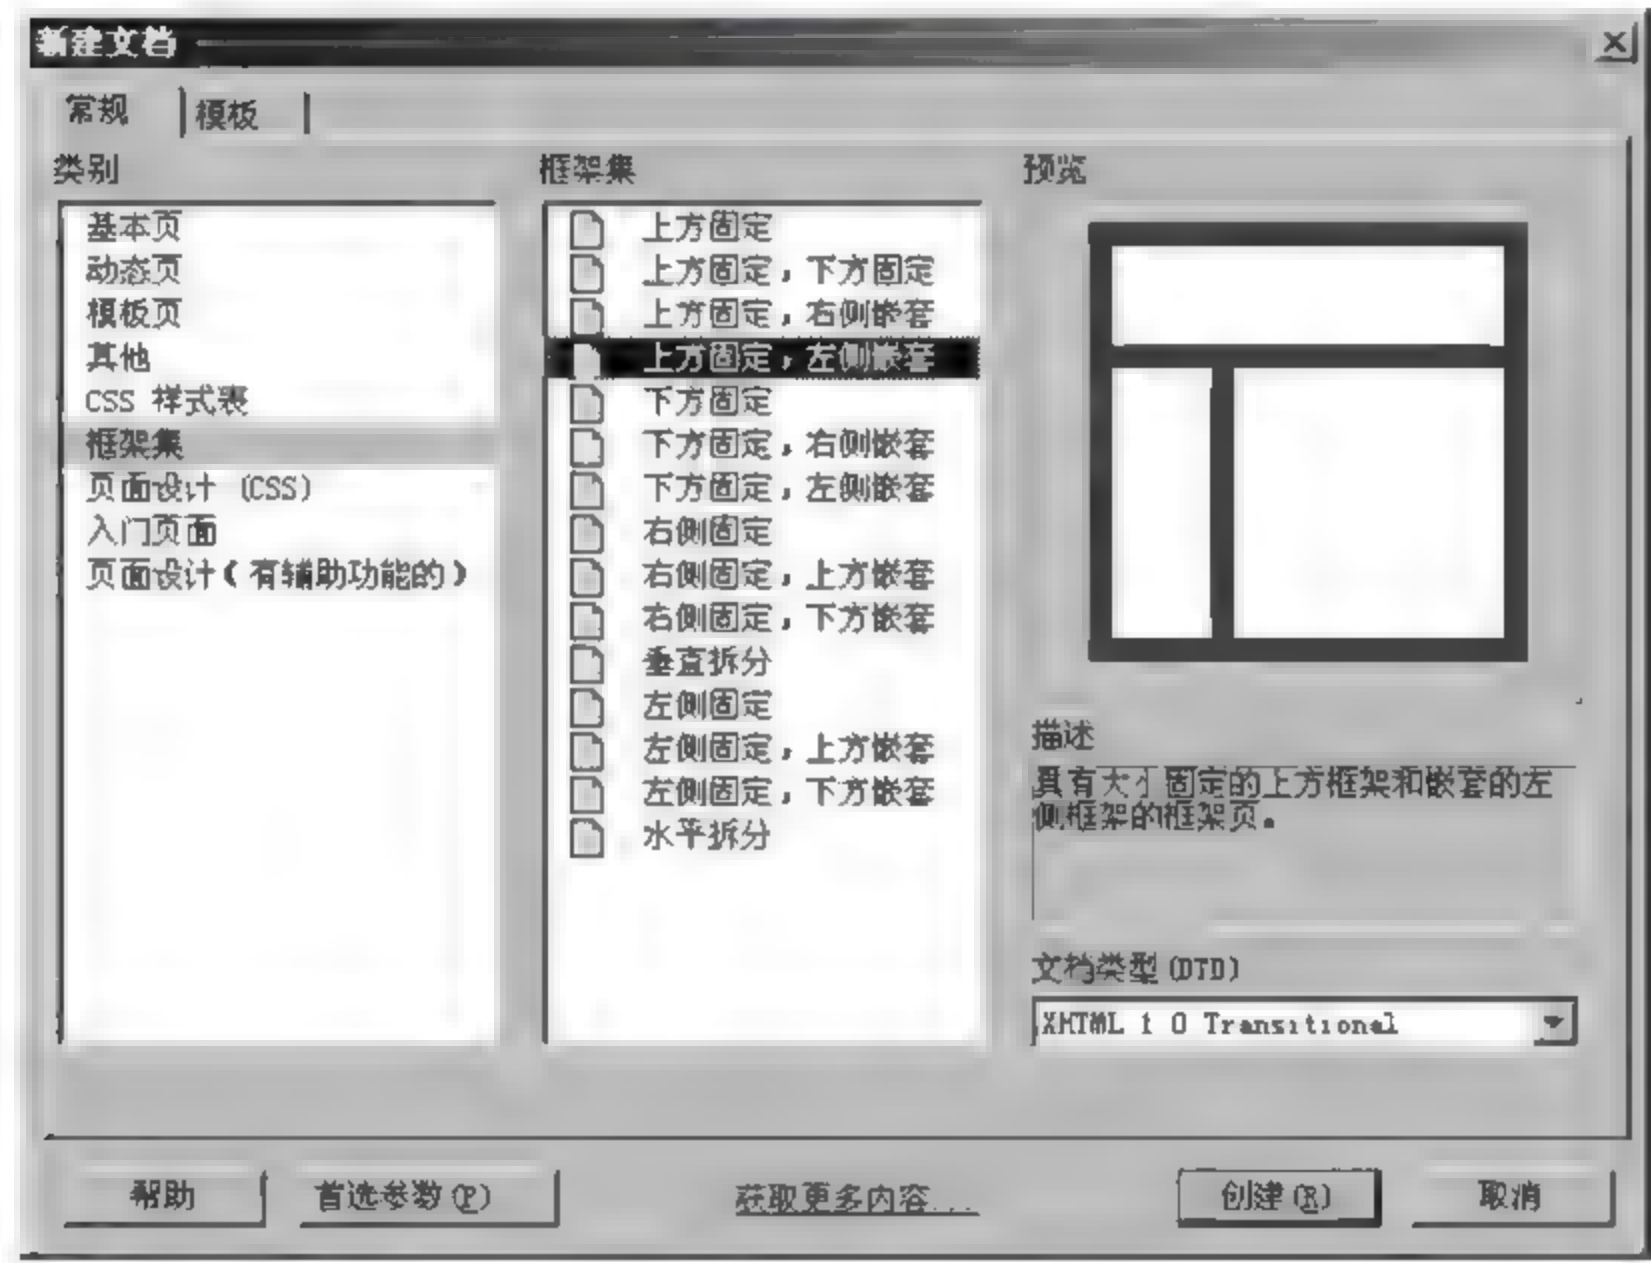 新建文档
常规
模板
类别
基本页
动态页
模板页
其他
CSS 样式表
框架集
页面设计 (CSS)
入门页面
页面设计(有辅助功能的)
框架集
上方固定
上方固定,下方固定
上方固定,右侧嵌套
上方固定,左侧嵌套
下方固定
下方固定,右侧嵌套
下方固定,左侧嵌套
右侧固定
右侧固定,上方嵌套
右侧固定,下方嵌套
垂直拆分
左侧固定
左侧固定,上方嵌套
左侧固定,下方嵌套
水平拆分
预览
描述
具有大小固定的上方框架和嵌套的左
侧框架的框架页。
文档类型(DTD)
XHTML 1 0 Transitional
帮助
首选参数(P)
获取更多内容...
创建(R)
取消